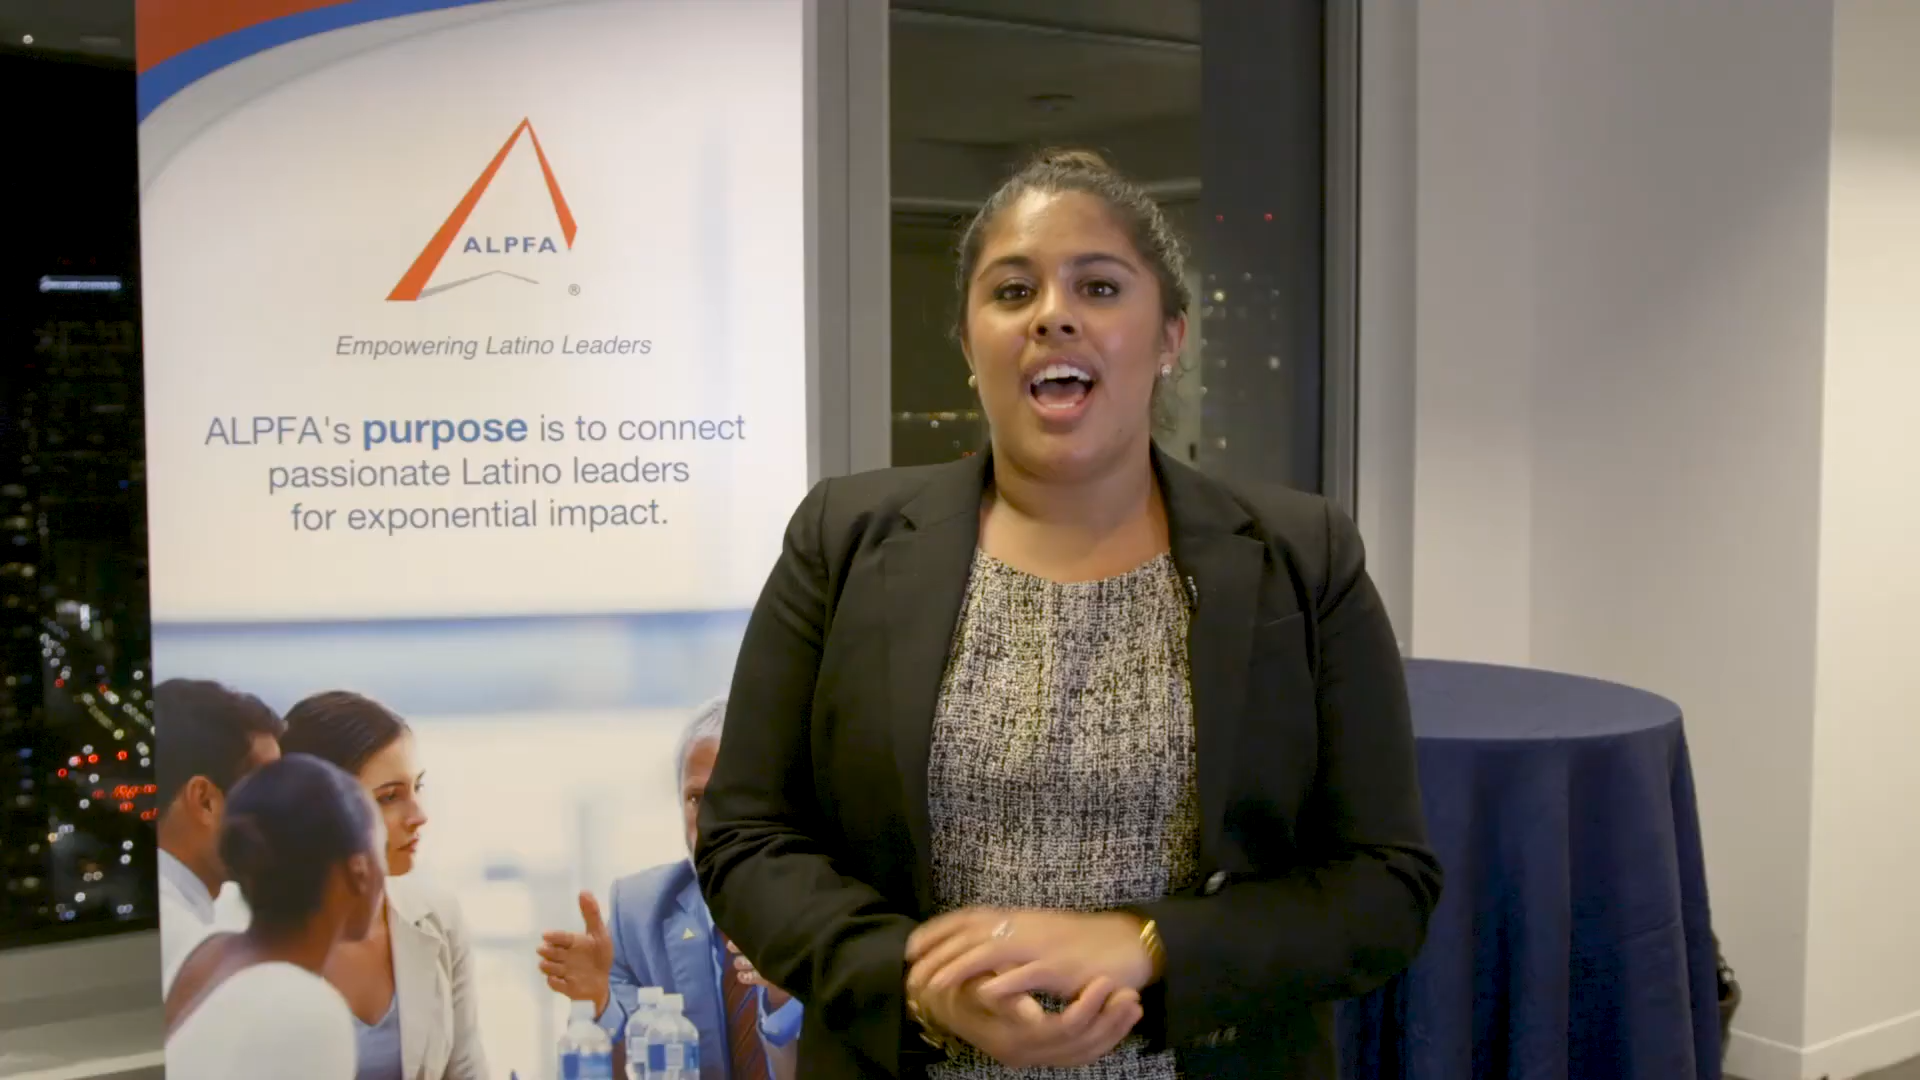 ALPFA
®
Empowering Latino Leaders
ALPFA's purpose is to connect
passionate Latino leaders
for exponential impact.